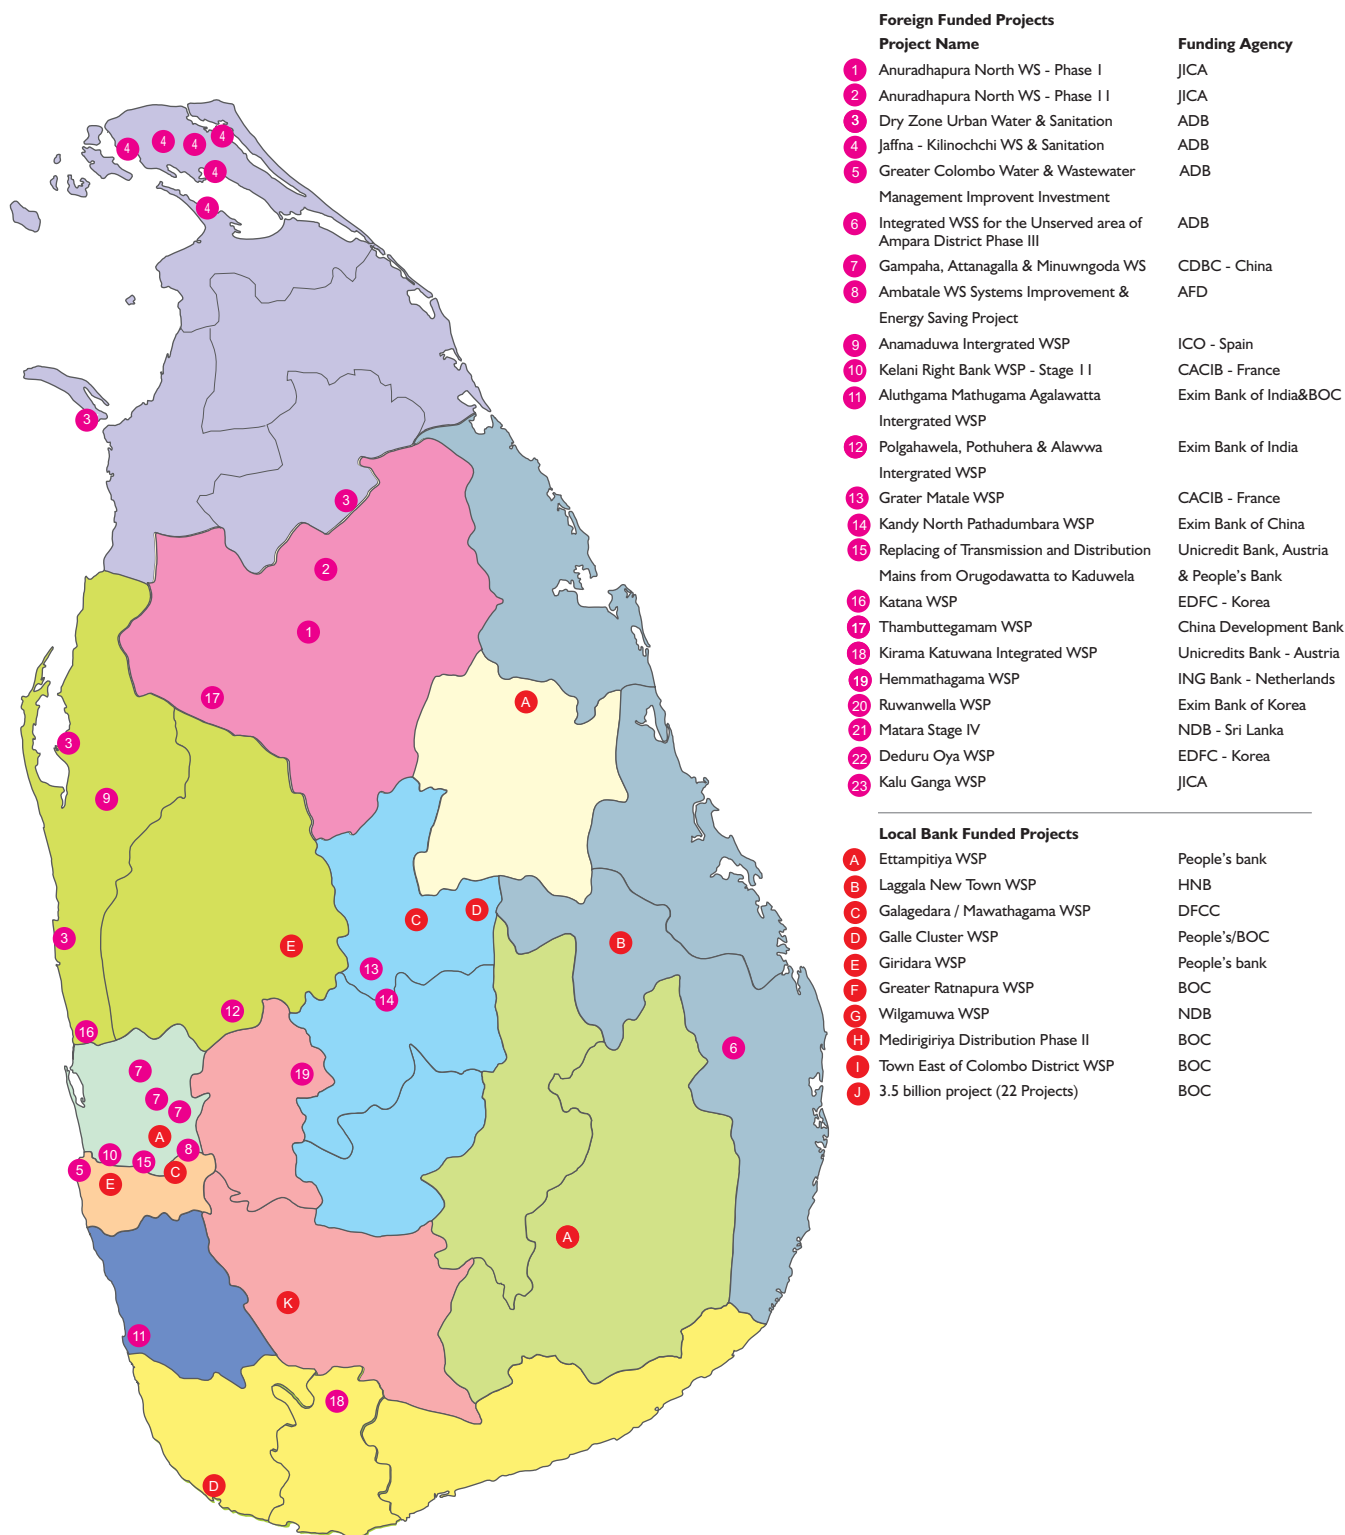 Foreign Funded Projects
Project Name Funding Agency
1 Anuradhapura North WS - Phase 1 JICA
2 Anuradhapura North WS - Phase 11 JICA
3 Dry Zone Urban Water & Sanitation ADB
4 Jaffna - Kilinochchi WS & Sanitation ADB
5 Greater Colombo Water & Wastewater ADB
Management Improvent Investment
6 Integrated WSS for the Unserved area of ADB
Ampara District Phase III
7 Gampaha, Attanagalla & Minuwngoda WS CDBC - China
8 Ambatale WS Systems Improvement & AFD
Energy Saving Project
9 Anamaduwa Intergrated WSP ICO - Spain
10 Kelani Right Bank WSP - Stage 11 CACIB - France
11 Aluthgama Mathugama Agalawatta Exim Bank of India&BOC
Intergrated WSP
12 Polgahawela, Pothuhera & Alawwa Exim Bank of India
Intergrated WSP
13 Grater Matale WSP CACIB - France
14 Kandy North Pathadumbara WSP Exim Bank of China
15 Replacing of Transmission and Distribution Unicredit Bank, Austria
Mains from Orugodawatta to Kaduwela & People's Bank
16 Katana WSP EDFC - Korea
17 Thambuttegamam WSP China Development Bank
18 Kirama Katuwana Integrated WSP Unicredits Bank - Austria
19 Hemmathagama WSP ING Bank - Netherlands
20 Ruwanwella WSP Exim Bank of Korea
21 Matara Stage IV NDB - Sri Lanka
22 Deduru Oya WSP EDFC - Korea
23 Kalu Ganga WSP JICA
Local Bank Funded Projects
A Ettampitiya WSP People's bank
B Laggala New Town WSP HNB
C Galagedara / Mawathagama WSP DFCC
D Galle Cluster WSP People's/BOC
E Giridara WSP People's bank
F Greater Ratnapura WSP BOC
G Wilgamuwa WSP NDB
H Medirigiriya Distribution Phase II BOC
I Town East of Colombo District WSP BOC
J 3.5 billion project (22 Projects) BOC
4
4
4
4
4
4
3
3
2
1
17
A
3
9
C
D
3
E
B
13
14
12
16
6
7
19
7
7
A
8
10
15
5
C
E
A
K
11
18
D